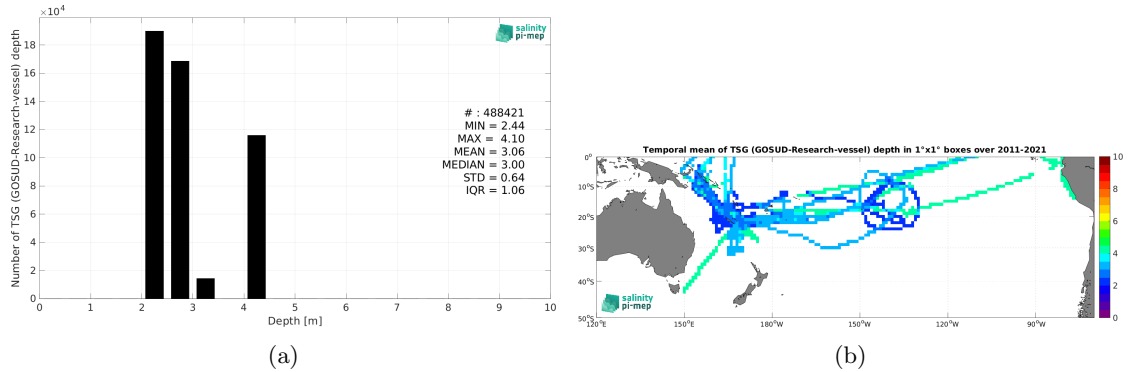 ×10⁴
18
16
14
12
10
8
6
4
2
0
Number of TSG (GOSUD-Research-vessel) depth
salinity
pi-mep
# : 488421
MIN = 2.44
MAX = 4.10
MEAN = 3.06
MEDIAN = 3.00
STD = 0.64
IQR = 1.06
0 1 2 3 4 5 6 7 8 9 10
Depth [m]
(a)
Temporal mean of TSG (GOSUD-Research-vessel) depth in 1°x1° boxes over 2011-2021
0°
10°S
20°S
30°S
40°S
50°S
120°E 150°E 180°W 150°W 120°W 90°W
salinity
pi-mep
10
8
6
4
2
0
(b)